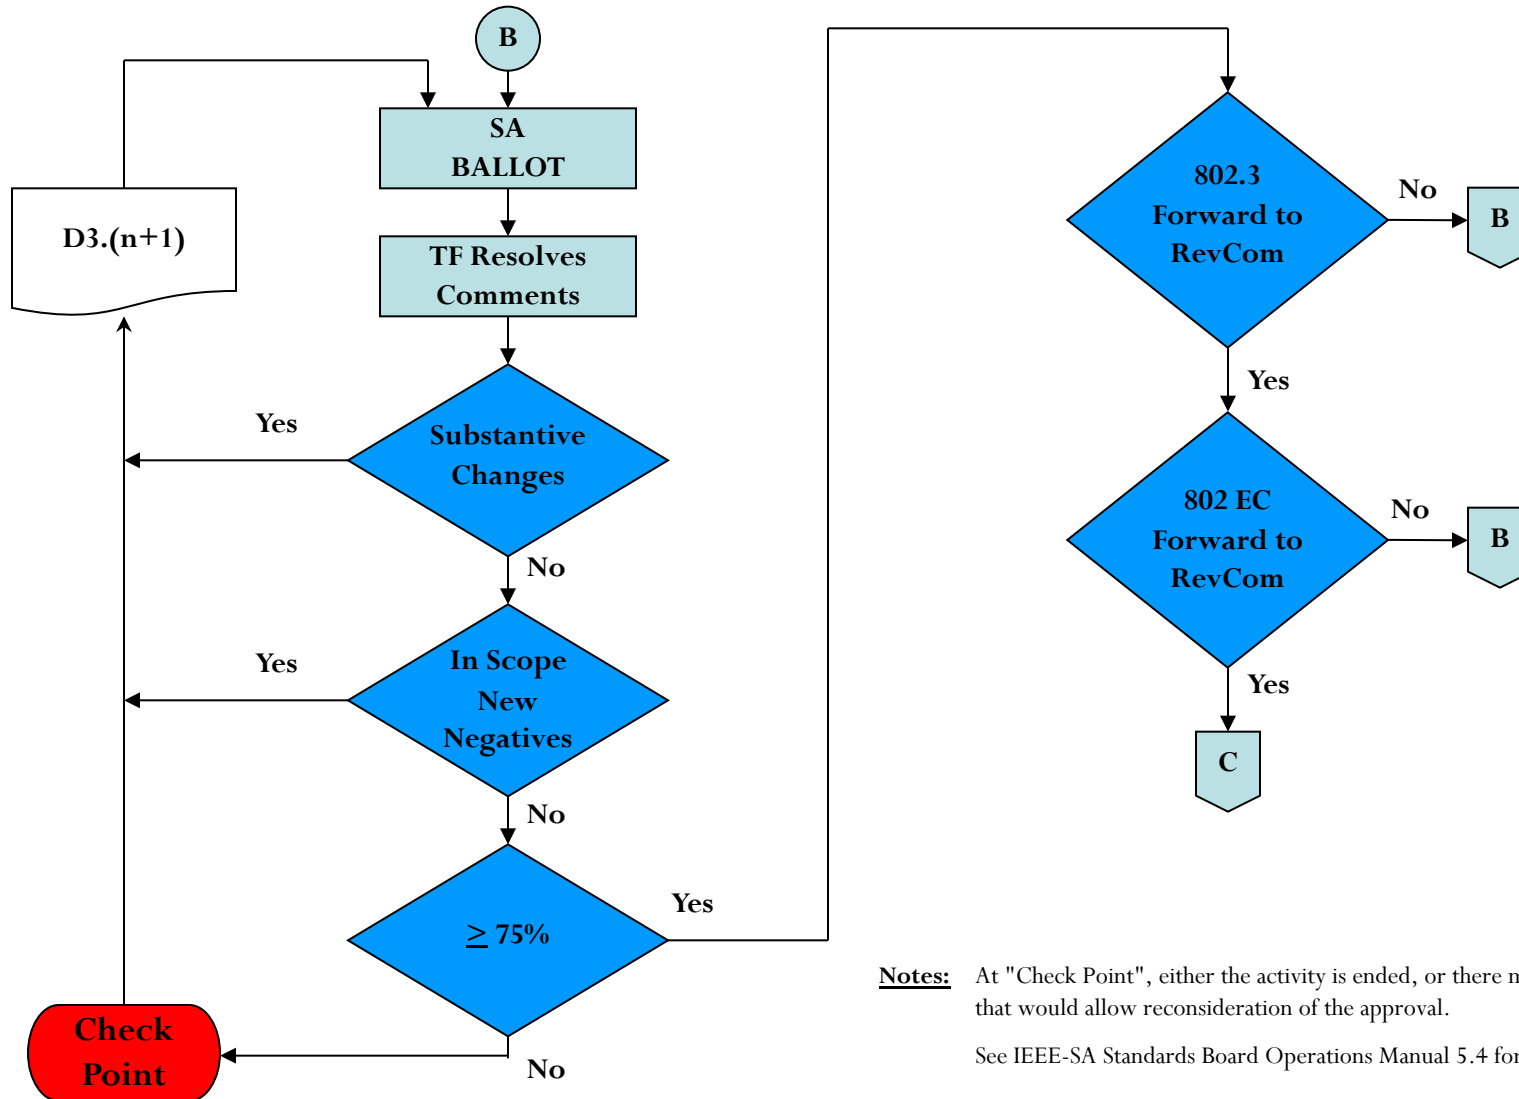 B
SA
BALLOT
D3.(n+1)
TF Resolves
Comments
Yes
Substantive
Changes
No
Yes
In Scope
New
Negatives
No
≥ 75%
Yes
Check
Point
No
802.3
Forward to
RevCom
No
B
Yes
802 EC
Forward to
RevCom
No
B
Yes
C
Notes: At "Check Point", either the activity is ended, or there
that would allow reconsideration of the approval.
See IEEE-SA Standards Board Operations Manual 5.4 for